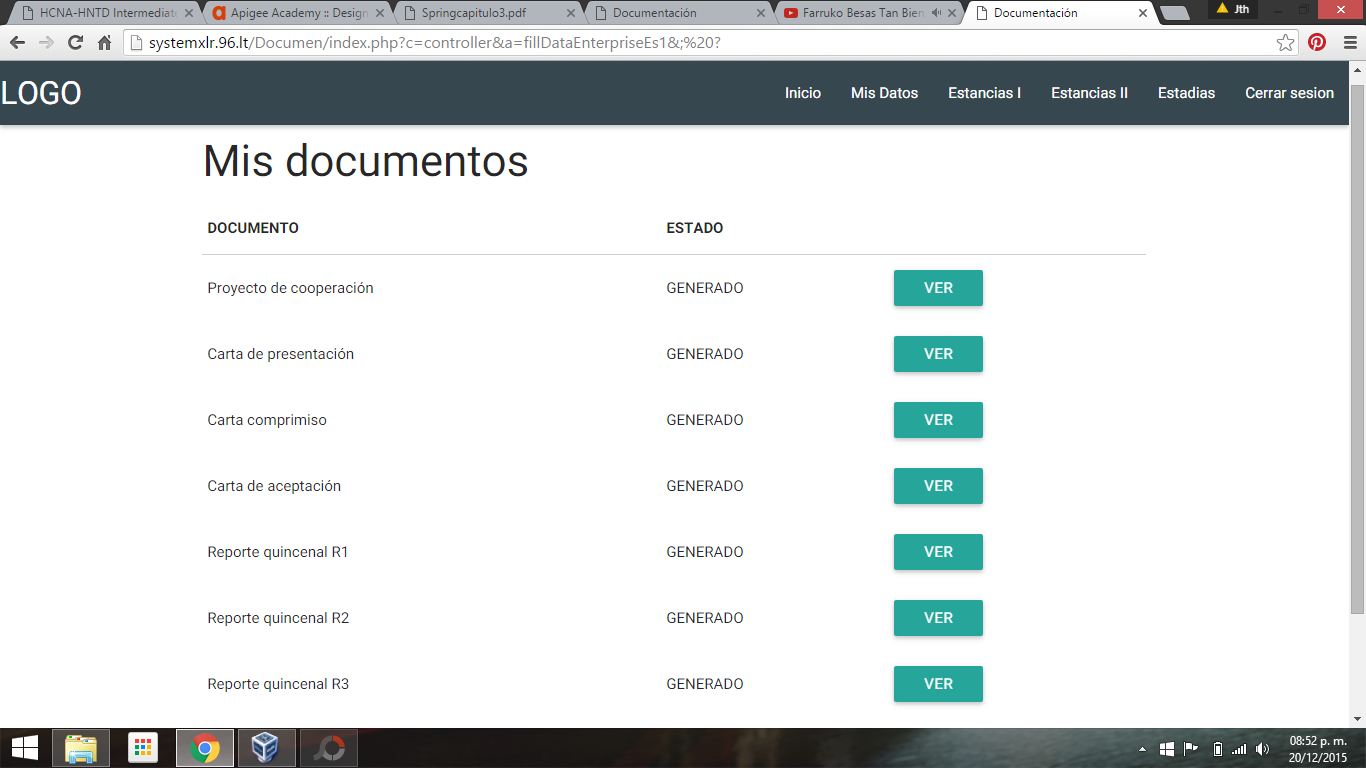 HCNA-HNTD Intermediate
Apigee Academy :: Design
Springcapitulo3.pdf
Documentación
Farruko Besas Tan Bien
Documentación
Jth
systemxlr.96.lt/Documen/index.php?c=controller&a=fillDataEnterpriseEs1&;%20?
LOGO
Inicio
Mis Datos
Estancias I
Estancias II
Estadias
Cerrar sesion
Mis documentos
DOCUMENTO ESTADO
Proyecto de cooperación GENERADO VER
Carta de presentación GENERADO VER
Carta comprimiso GENERADO VER
Carta de aceptación GENERADO VER
Reporte quincenal R1 GENERADO VER
Reporte quincenal R2 GENERADO VER
Reporte quincenal R3 GENERADO VER
08:52 p. m.
20/12/2015